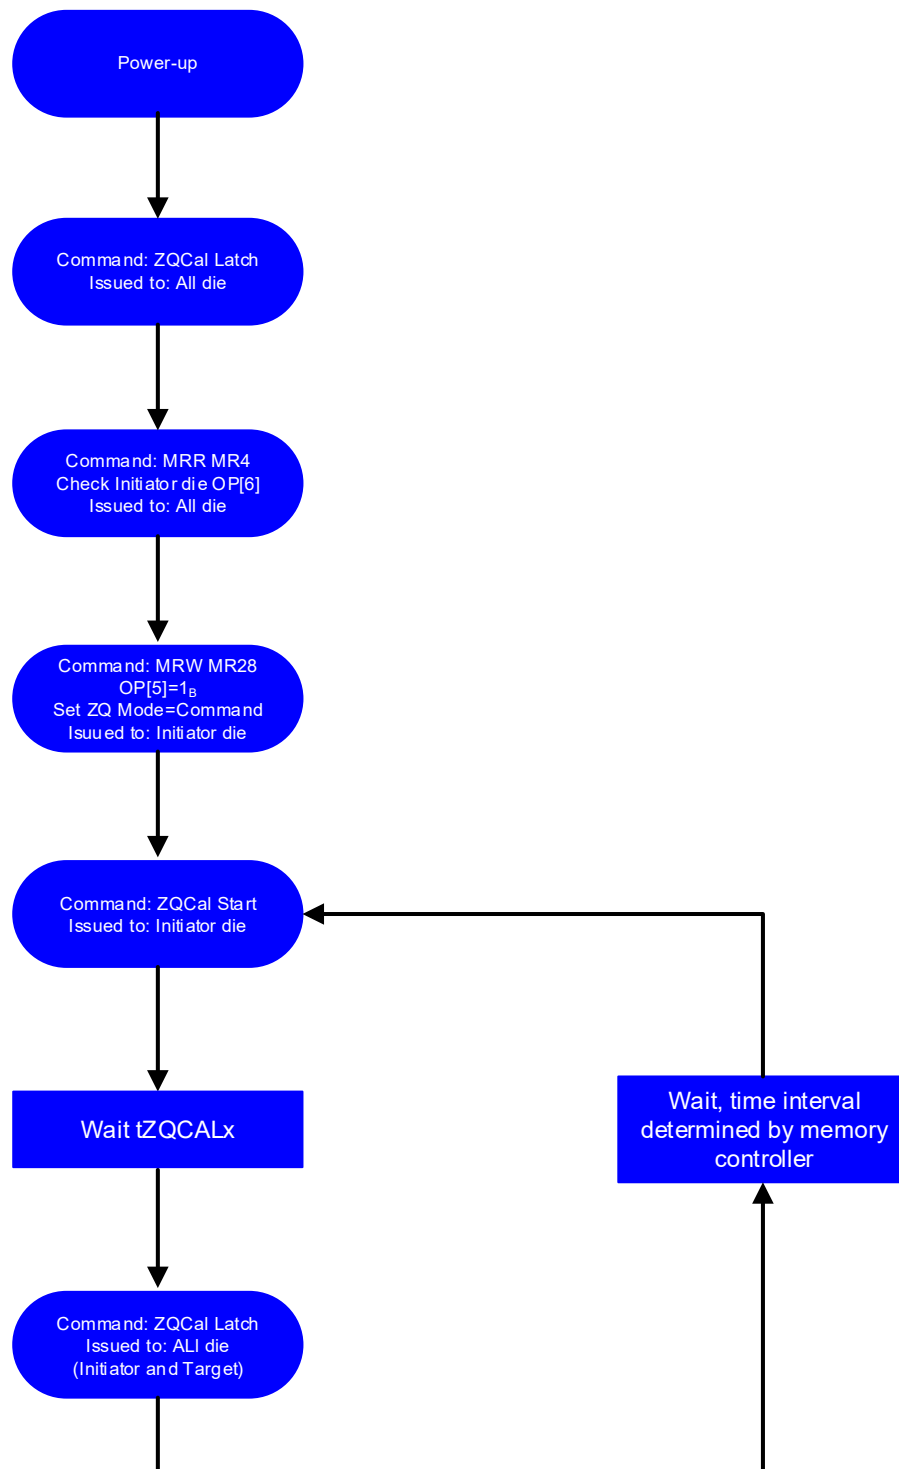 Power-up
Command: ZQCal Latch
Issued to: All die
Command: MRR MR4
Check Initiator die OP[6]
Issued to: All die
Command: MRW MR28
OP[5]=1B
Set ZQ Mode=Command
Isuued to: Initiator die
Command: ZQCal Start
Issued to: Initiator die
Wait tZQCALx
Wait, time interval
determined by memory
controller
Command: ZQCal Latch
Issued to: ALl die
(Initiator and Target)